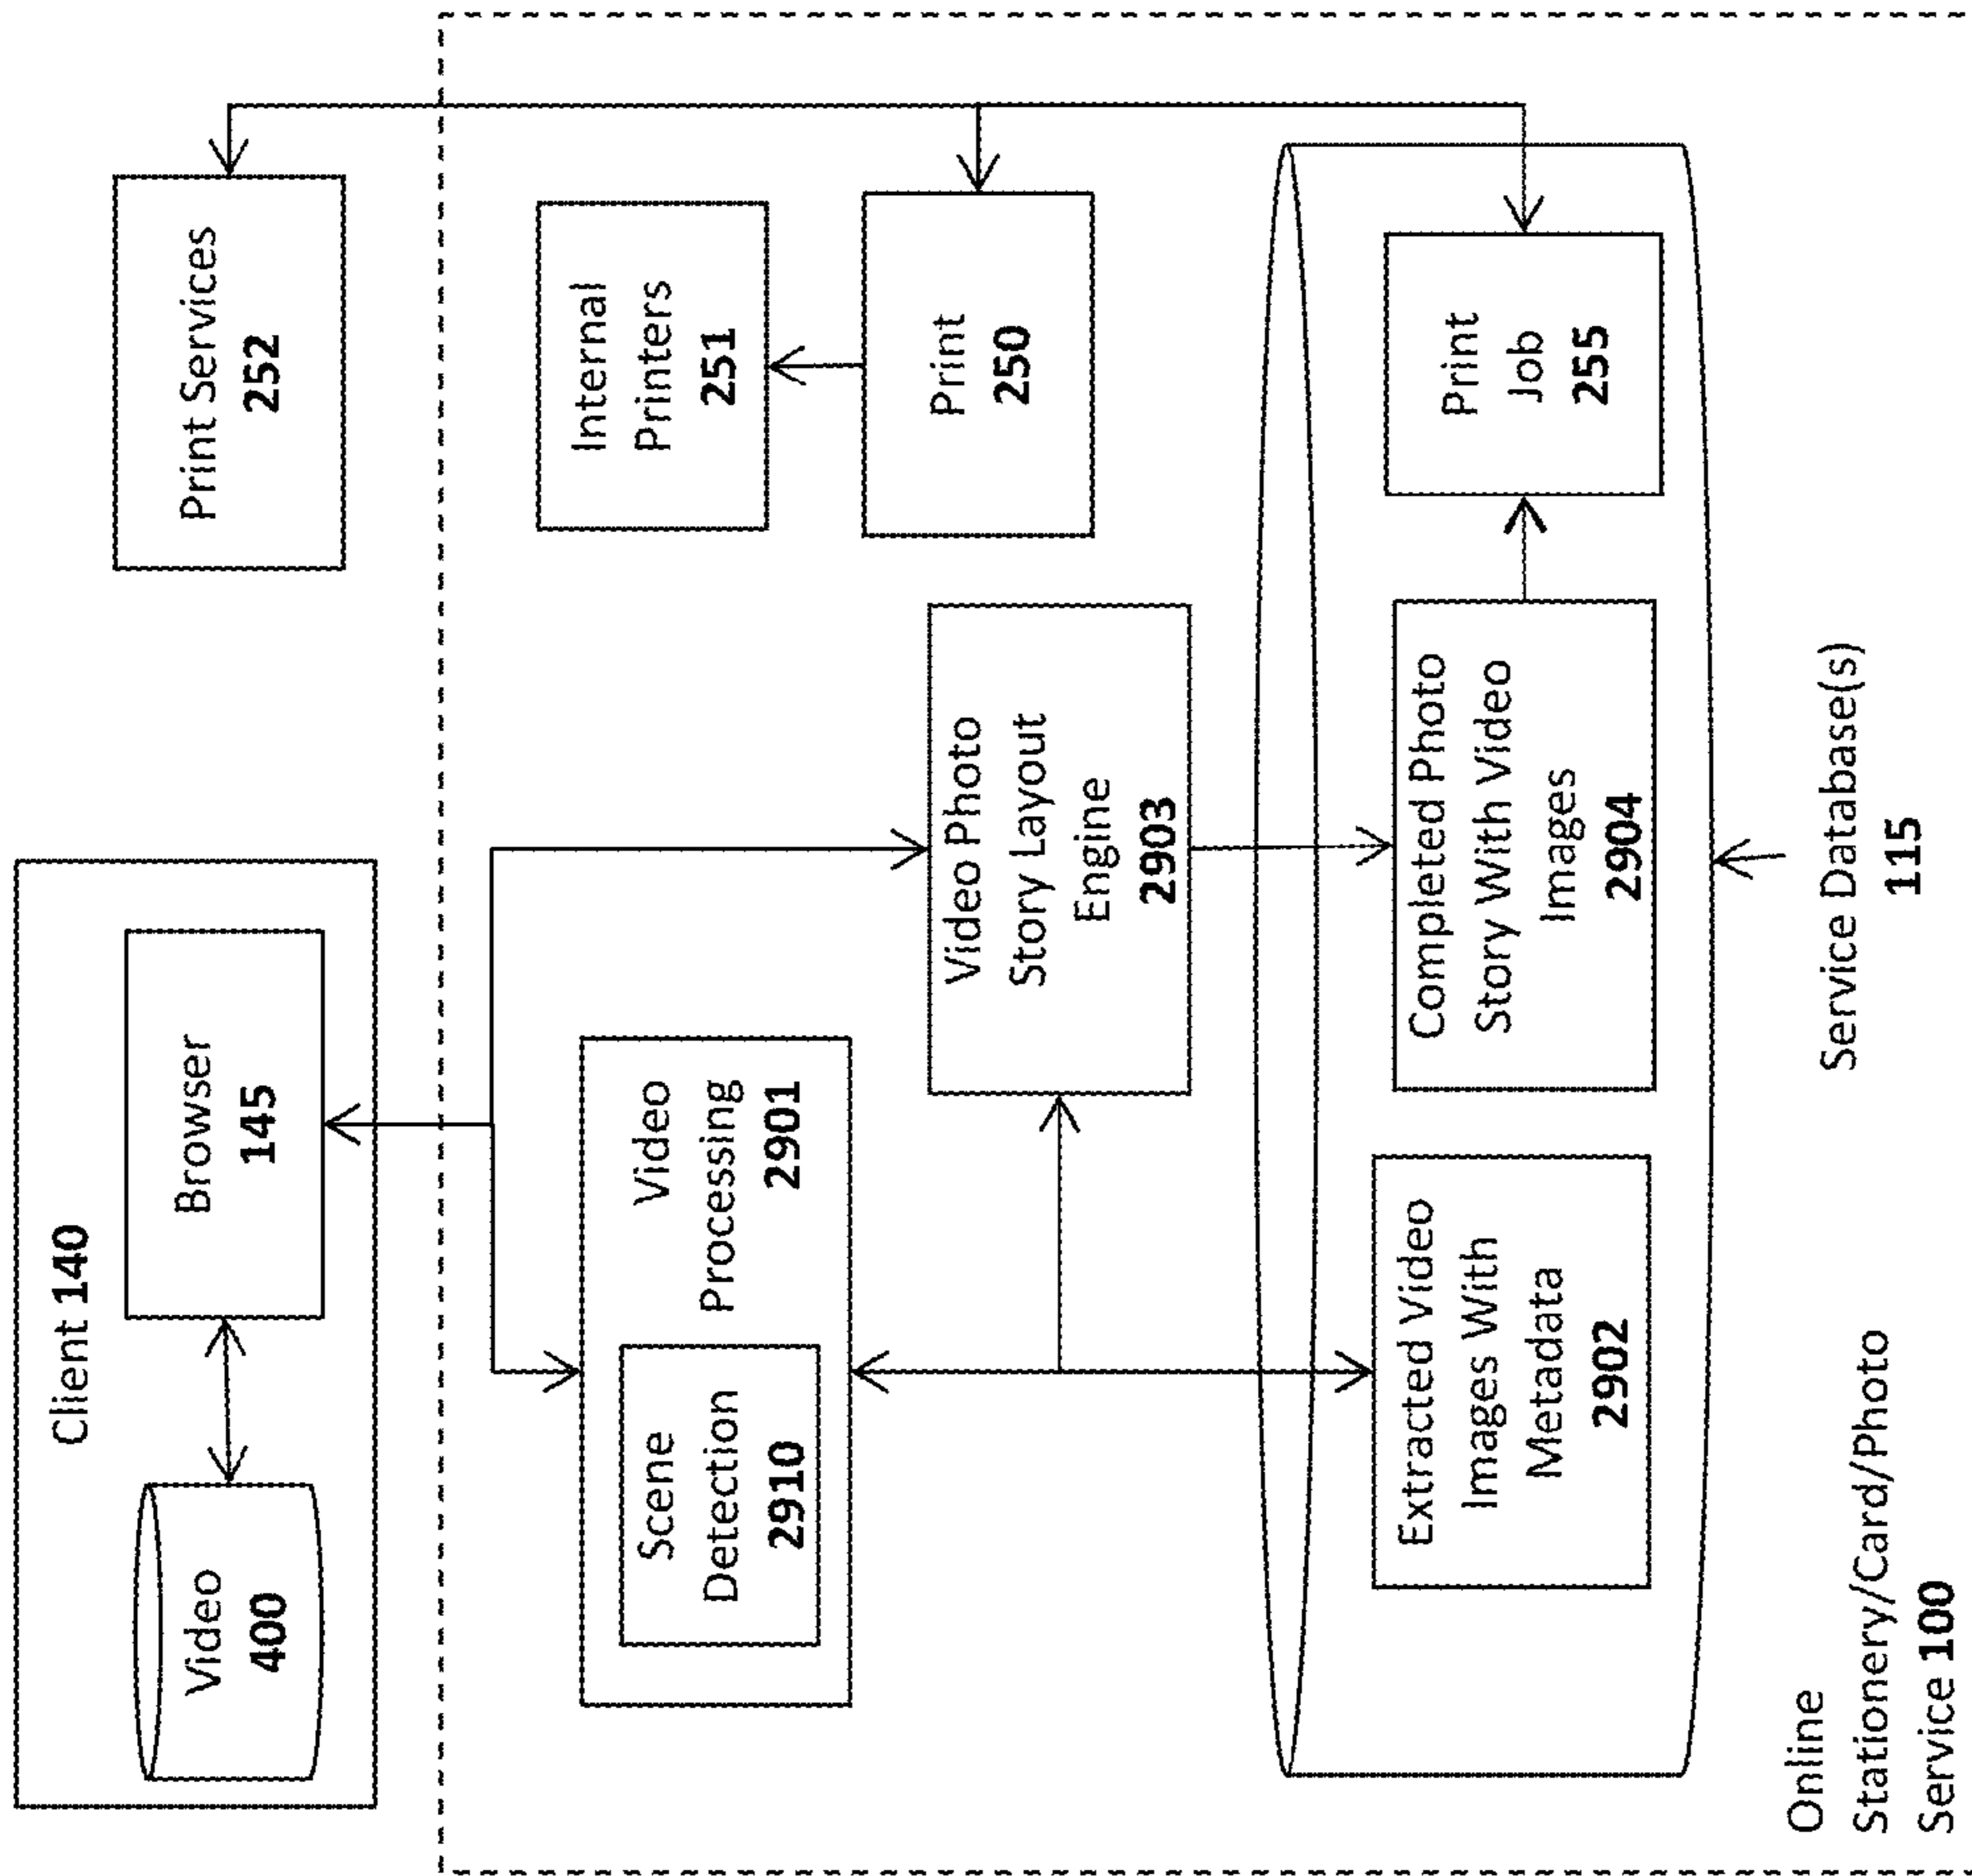 Client 140
Video
400
Browser
145
Print Services
252
Scene
Detection
2910
Video
Processing
2901
Internal
Printers
251
Video Photo
Story Layout
Engine
2903
Print
250
Extracted Video
Images With
Metadata
2902
Completed Photo
Story With Video
Images
2904
Print
Job
255
Service Database(s)
115
Online
Stationery/Card/Photo
Service 100